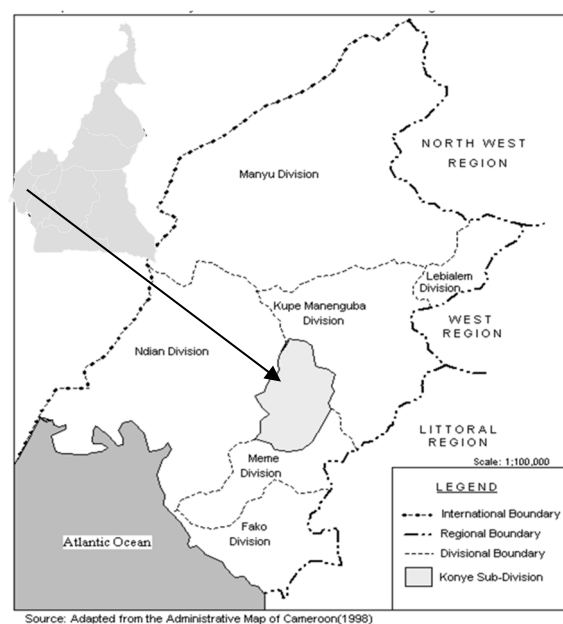 NORTH WEST
REGION
Manyu Division
Lebialem
Division
Kupe Manenguba
Division
WEST
REGION
Ndian Division
LITTORAL
REGION
Meme
Division
Scale: 1:100,000
LEGEND
International Boundary
Regional Boundary
Divisional Boundary
Konye Sub-Division
Fako
Division
Atlantic Ocean
Source: Adapted from the Administrative Map of Cameroon(1998)